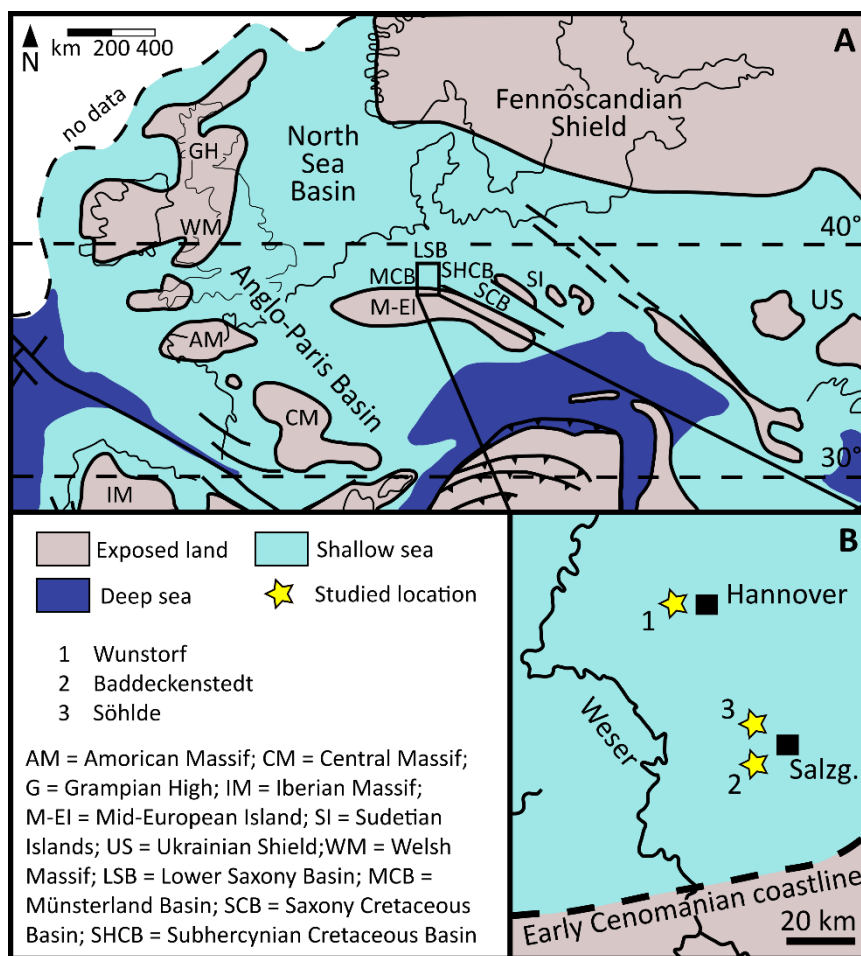 A
N
km 200 400
no data
Fennoscandian
Shield
North
Sea
Basin
GH
WM
40°
LSB
MCB
SHCB
SCB
SI
M-EI
US
Anglo-Paris Basin
AM
CM
30°
IM
Exposed land
Shallow sea
Deep sea
Studied location
1 Wunstorf
2 Baddeckenstedt
3 Söhlde
AM = Amorican Massif; CM = Central Massif;
G = Grampian High; IM = Iberian Massif;
M-EI = Mid-European Island; SI = Sudetian
Islands; US = Ukrainian Shield;WM = Welsh
Massif; LSB = Lower Saxony Basin; MCB =
Münsterland Basin; SCB = Saxony Cretaceous
Basin; SHCB = Subhercynian Cretaceous Basin
B
Hannover
1
Weser
3
Salzg.
2
Early Cenomanian coastline
20 km